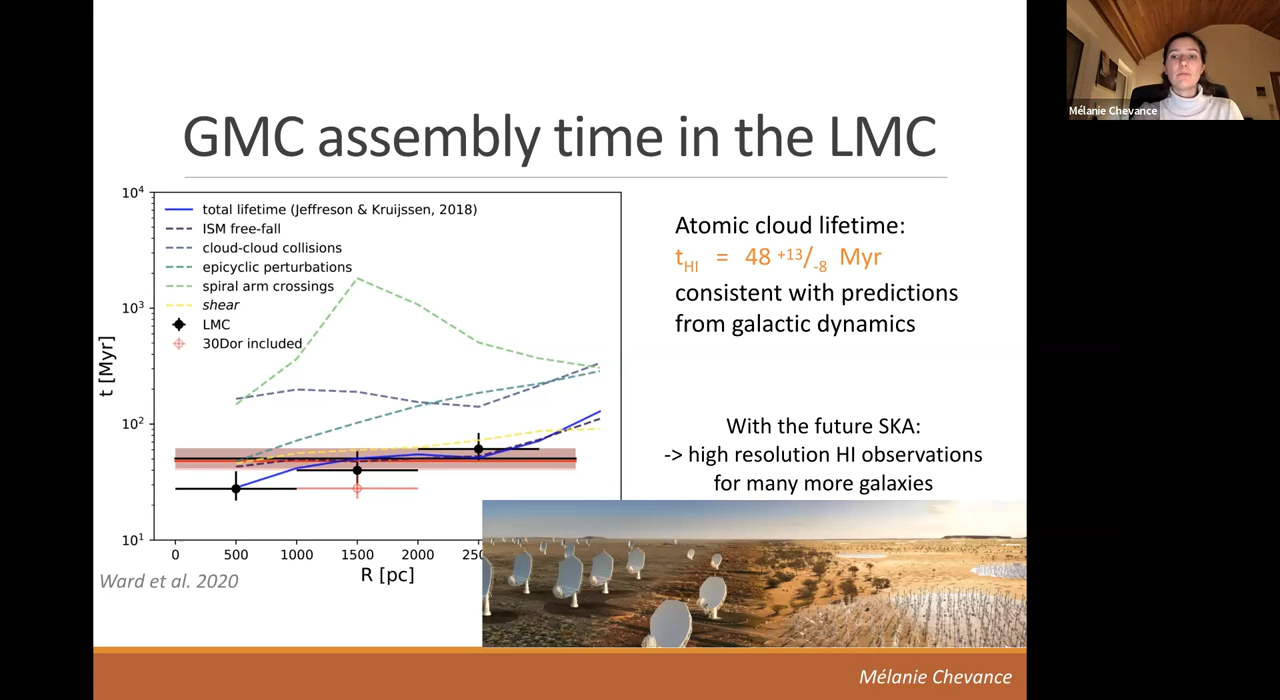 GMC assembly time in the LMC
10⁴
10³
10²
10¹
t [Myr]
total lifetime (Jeffreson & Kruijssen, 2018)
ISM free-fall
cloud-cloud collisions
epicyclic perturbations
spiral arm crossings
shear
LMC
30Dor included
0 500 1000 1500 2000 250
R [pc]
Ward et al. 2020
Atomic cloud lifetime:
tHI = 48 +13/-8 Myr
consistent with predictions
from galactic dynamics
With the future SKA:
-> high resolution HI observations
for many more galaxies
Mélanie Chevance
Mélanie Chevance